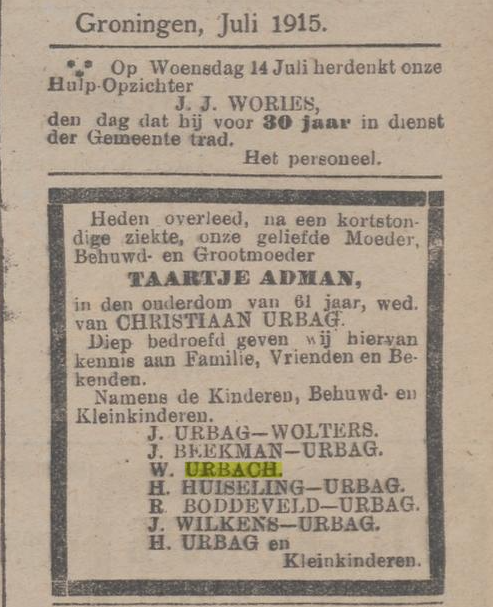 Groningen, Juli 1915.
Op Woensdag 14 Juli herdenkt onze
Hulp-Opzichter
J. J. WORIES,
den dag dat hij voor 30 jaar in dienst
der Gemeente trad.
Het personeel.
Heden overleed, na een kortston-
dige ziekte, onze geliefde Moeder,
Behuwd- en Grootmoeder
TAARTJE ADMAN,
in den ouderdom van 61 jaar, wed.
van CHRISTIAAN URBAG.
Diep bedroefd geven wij hiervan
kennis aan Familie, Vrienden en Be-
kenden.
Namens de Kinderen, Behuwd- en
Kleinkinderen.
J. URBAG—WOLTERS.
J. BEEKMAN—URBAG.
W. URBACH.
H. HUISELING—URBAG.
R. BODDEVELD—URBAG.
J. WILKENS—URBAG.
H. URBAG en
Kleinkinderen.